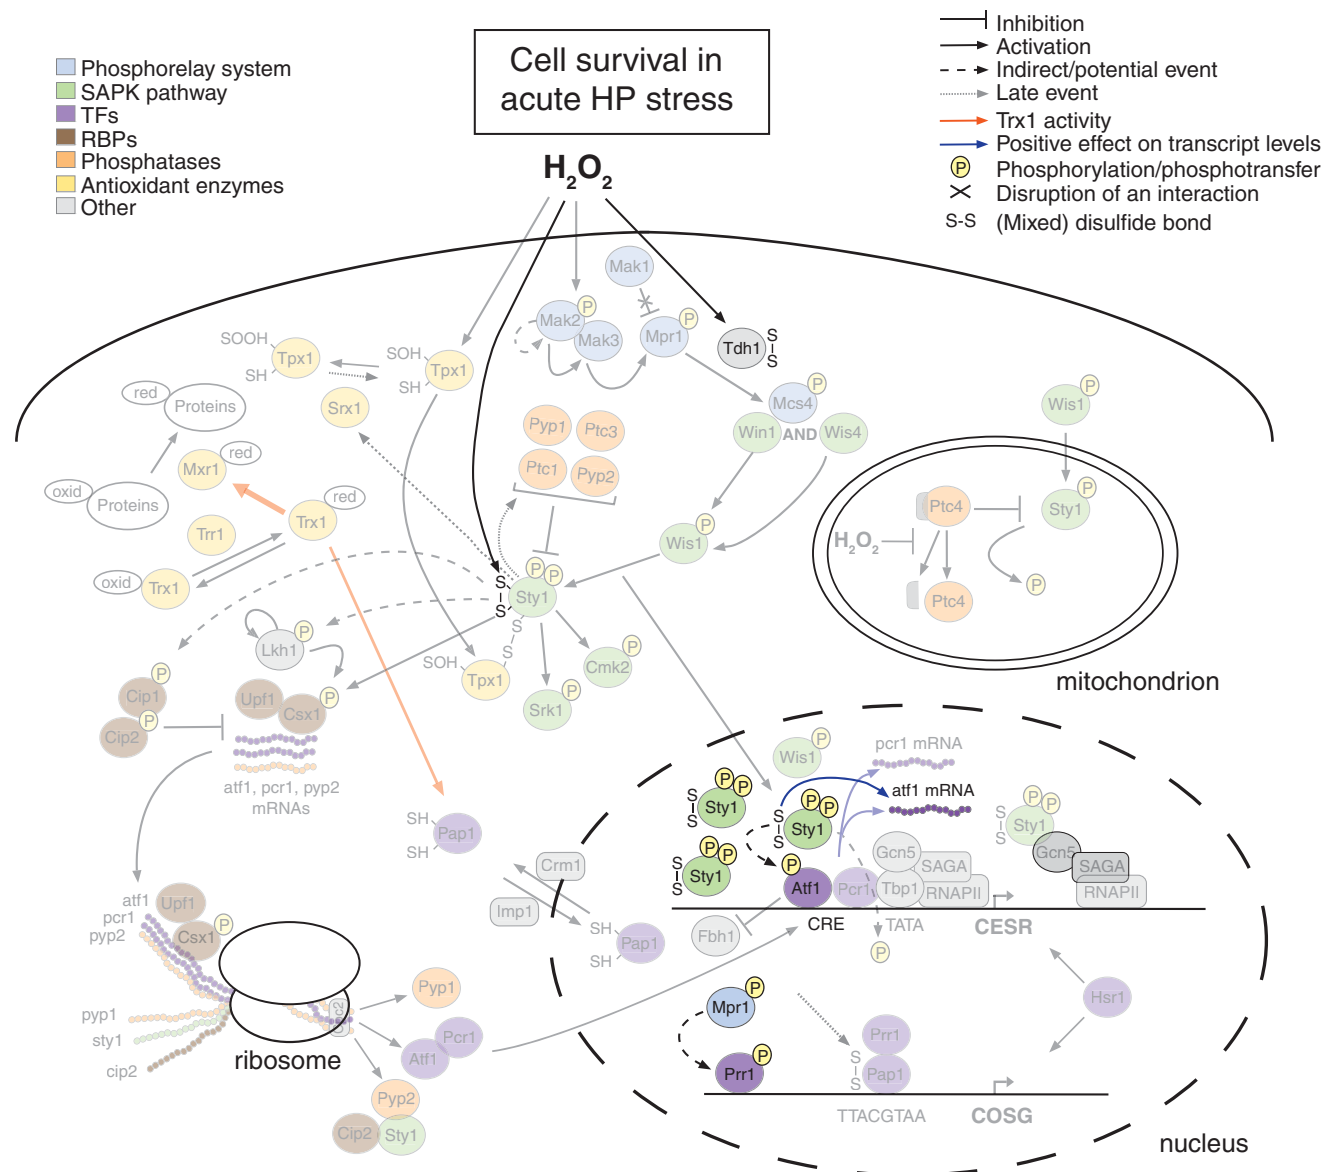 Cell survival in
acute HP stress
Phosphorelay system
SAPK pathway
TFs
RBPs
Phosphatases
Antioxidant enzymes
Other
Inhibition
Activation
Indirect/potential event
Late event
Trx1 activity
Positive effect on transcript levels
P Phosphorylation/phosphotransfer
Disruption of an interaction
S-S (Mixed) disulfide bond
H2O2
Mak1
P
Mak2
Mak3
P
Mpr1
Tdh1
S
S
SOOH
SH
Tpx1
SOH
SH
Tpx1
Srx1
red
Proteins
oxid
Proteins
Mxr1
red
Trx1
red
Trr1
oxid
Trx1
Pyp1
Ptc3
Ptc1
Pyp2
P
Mcs4
Win1
AND
Wis4
P
Wis1
P
Wis1
P
Sty1
Ptc4
H2O2
P
Ptc4
mitochondrion
P P
S
S
Sty1
S
S
SOH
Tpx1
P
Cmk2
P
Srk1
P
Lkh1
P
Cip1
P
Cip2
Upf1
P
Csx1
atf1, pcr1, pyp2
mRNAs
SH
SH
Pap1
Crm1
Imp1
SH
SH
Pap1
P
Wis1
pcr1 mRNA
atf1 mRNA
P P
S
S
Sty1
P P
S
S
Sty1
P P
S
S
Sty1
P
Atf1
Pcr1
Gcn5
Tbp1
SAGA
RNAPII
P P
S
S
Sty1
Gcn5
SAGA
RNAPII
Fbh1
CRE
TATA
CESR
P
P
Mpr1
P
Prr1
Prr1
S
S
Pap1
Hsr1
TTACGTAA
COSG
nucleus
atf1
pcr1
pyp2
Upf1
P
Csx1
pyp1
sty1
cip2
ribosome
Pyp1
Pcr1
Atf1
Pyp2
Cip2
Sty1